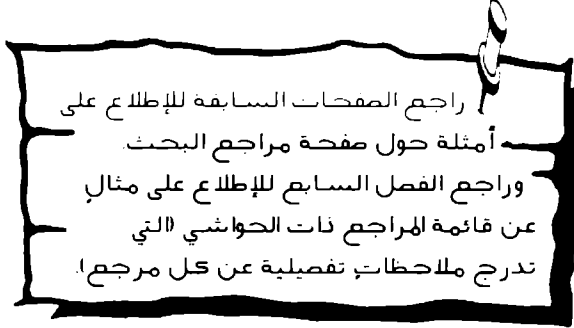 راجع الصفحات السابقة للإطلاع على
أمثلة حول صفحة مراجع البحث.
وراجع الفصل السابع للإطلاع على مثالٍ
عن قائمة المراجع ذات الحواشي (التي
تدرج ملاحظاتٍ تفصيلية عن كل مرجع).